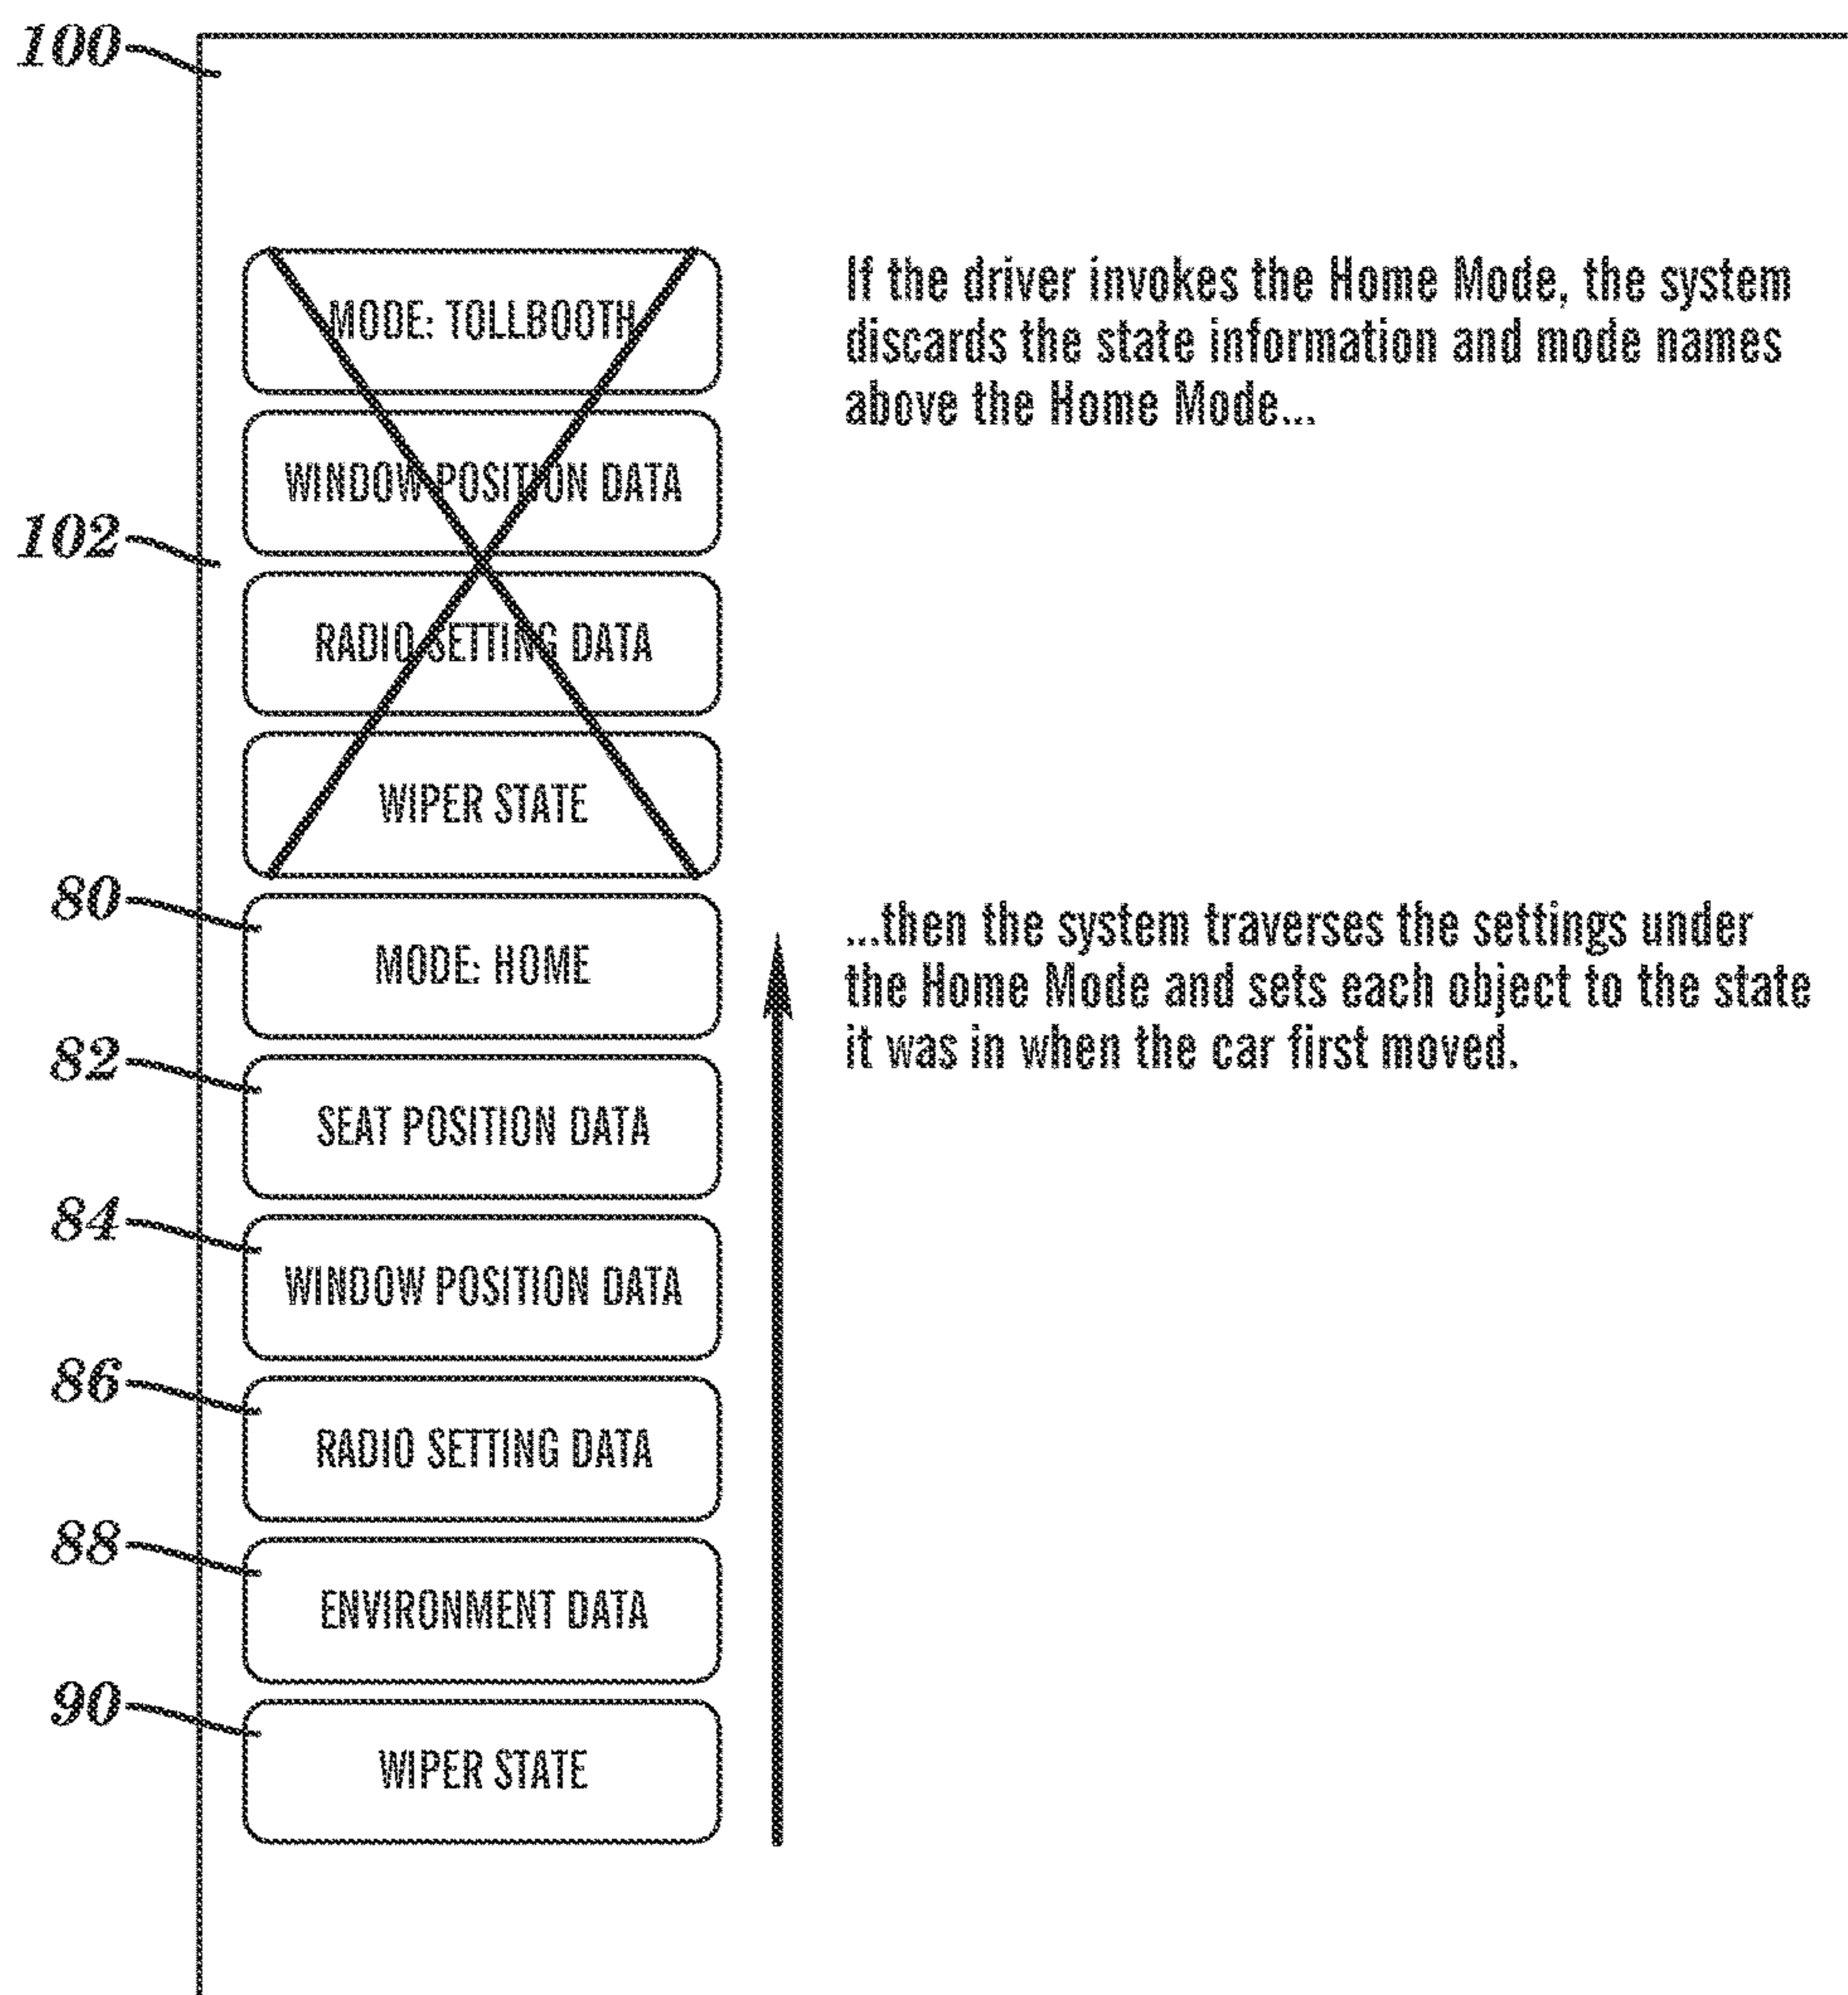 100
MODE: TOLLBOOTH
If the driver invokes the Home Mode, the system
discards the state information and mode names
above the Home Mode...
WINDOW POSITION DATA
102
RADIO SETTING DATA
WIPER STATE
80
MODE: HOME
...then the system traverses the settings under
the Home Mode and sets each object to the state
it was in when the car first moved.
82
SEAT POSITION DATA
84
WINDOW POSITION DATA
86
RADIO SETTING DATA
88
ENVIRONMENT DATA
90
WIPER STATE